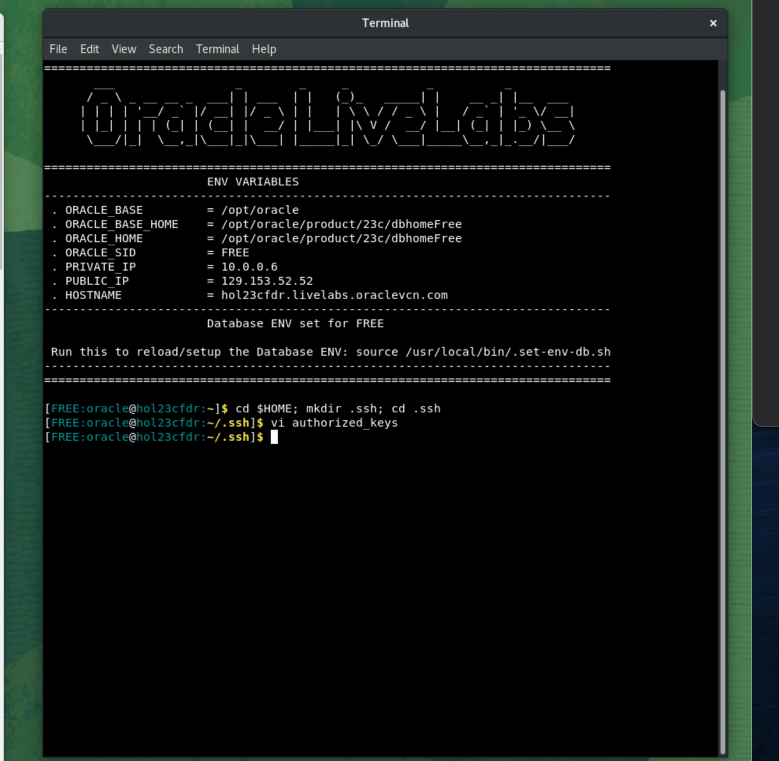 Terminal
File Edit View Search Terminal Help
================================================================================
OracleLiveLabs
================================================================================
ENV VARIABLES
--------------------------------------------------------------------------------
. ORACLE_BASE = /opt/oracle
. ORACLE_BASE_HOME = /opt/oracle/product/23c/dbhomeFree
. ORACLE_HOME = /opt/oracle/product/23c/dbhomeFree
. ORACLE_SID = FREE
. PRIVATE_IP = 10.0.0.6
. PUBLIC_IP = 129.153.52.52
. HOSTNAME = hol23cfdr.livelabs.oraclevcn.com
--------------------------------------------------------------------------------
Database ENV set for FREE
Run this to reload/setup the Database ENV: source /usr/local/bin/.set-env-db.sh
--------------------------------------------------------------------------------
================================================================================
[FREE:oracle@hol23cfdr:~]$ cd $HOME; mkdir .ssh; cd .ssh
[FREE:oracle@hol23cfdr:~/.ssh]$ vi authorized_keys
[FREE:oracle@hol23cfdr:~/.ssh]$